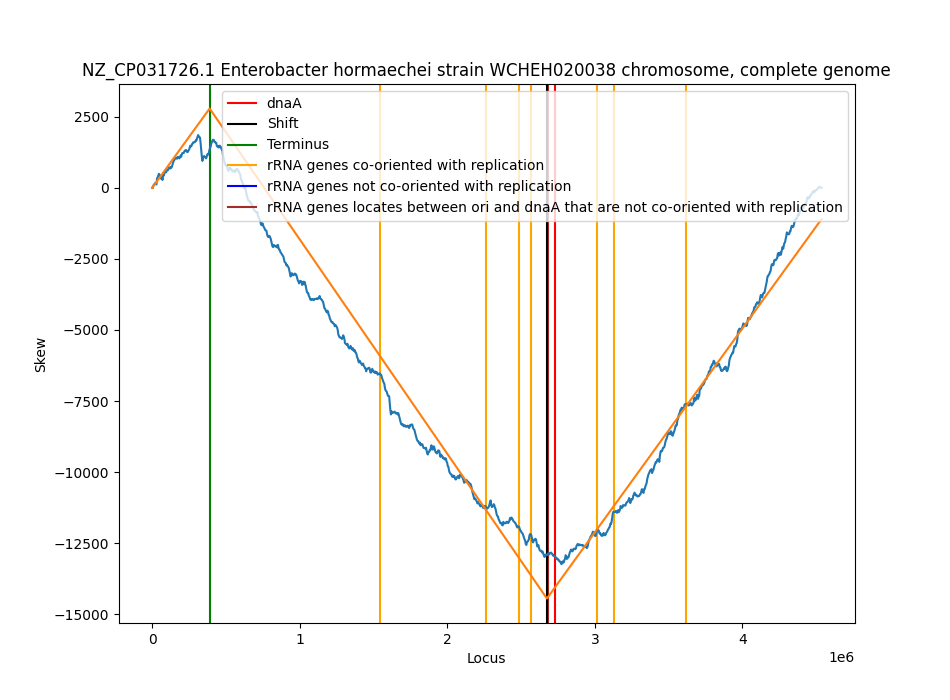 NZ_CP031726.1 Enterobacter hormaechei strain WCHEH020038 chromosome, complete genome
dnaA
Shift
Terminus
rRNA genes co-oriented with replication
rRNA genes not co-oriented with replication
rRNA genes locates between ori and dnaA that are not co-oriented with replication
2500
0
−2500
−5000
−7500
−10000
−12500
−15000
Skew
0
1
2
3
4
1e6
Locus